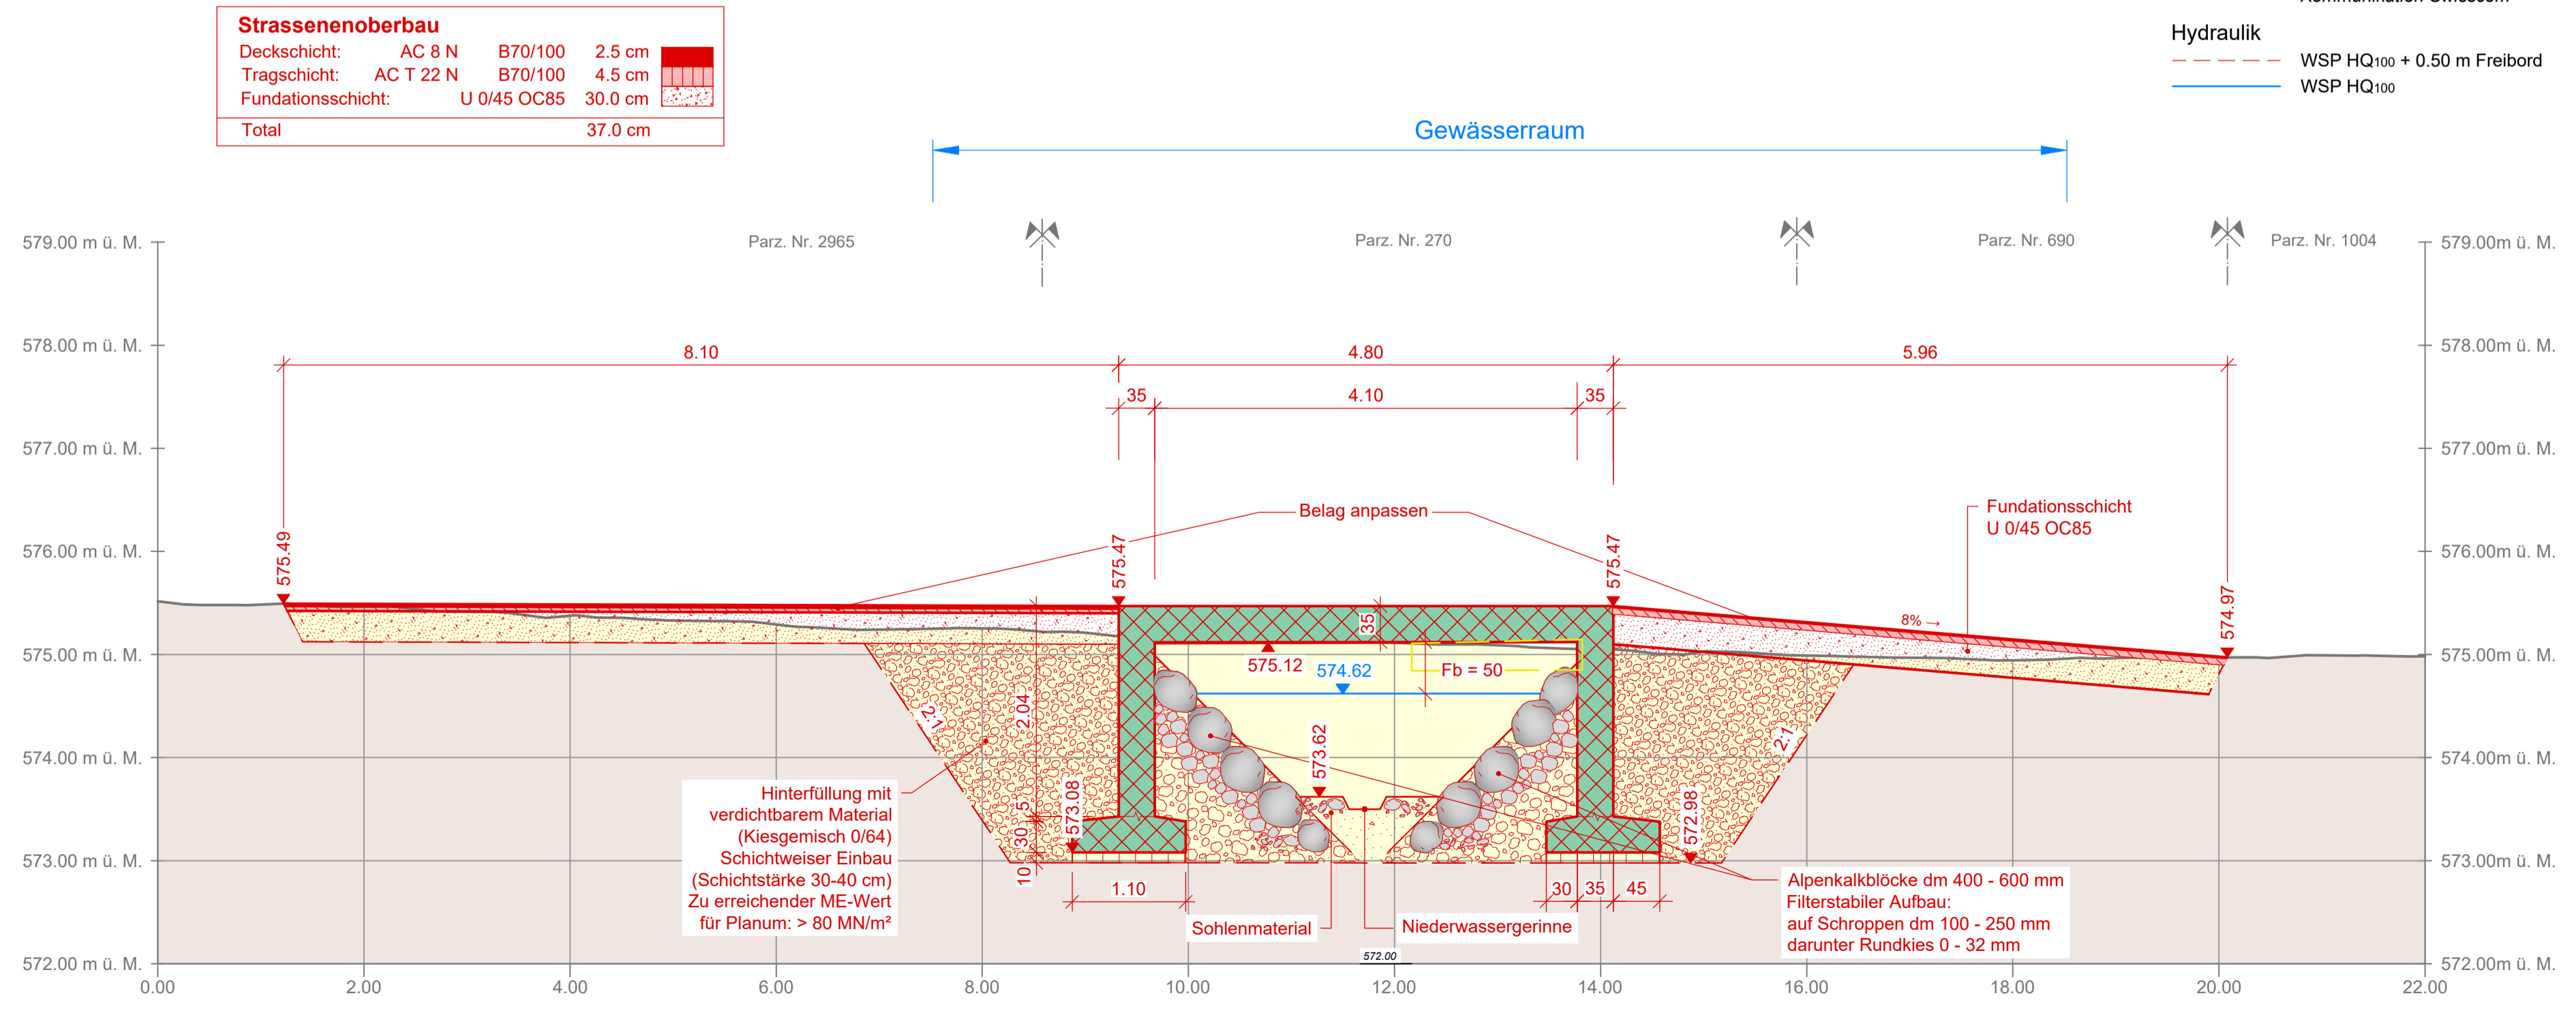 Kommunikation Swisscom
Strassenenoberbau
Deckschicht: AC 8 N B70/100 2.5 cm
Tragschicht: AC T 22 N B70/100 4.5 cm
Fundationsschicht: U 0/45 OC85 30.0 cm
Total 37.0 cm
Hydraulik
WSP HQ100 + 0.50 m Freibord
WSP HQ100
Gewässerraum
Parz. Nr. 2965
Parz. Nr. 270
Parz. Nr. 690
Parz. Nr. 1004
579.00 m ü. M.
578.00 m ü. M.
577.00 m ü. M.
576.00 m ü. M.
575.00 m ü. M.
574.00 m ü. M.
573.00 m ü. M.
572.00 m ü. M.
579.00m ü. M.
578.00m ü. M.
577.00m ü. M.
576.00m ü. M.
575.00m ü. M.
574.00m ü. M.
573.00m ü. M.
572.00m ü. M.
8.10
4.80
5.96
35
4.10
35
Belag anpassen
Fundationsschicht
U 0/45 OC85
575.49
575.47
575.47
574.97
8% →
35
575.12
574.62
Fb = 50
573.62
2:1
2:1
2.04
5
30
10
573.08
572.98
Hinterfüllung mit
verdichtbarem Material
(Kiesgemisch 0/64)
Schichtweiser Einbau
(Schichtstärke 30-40 cm)
Zu erreichender ME-Wert
für Planum: > 80 MN/m²
1.10
30
35
45
Sohlenmaterial
Niederwassergerinne
Alpenkalkblöcke dm 400 - 600 mm
Filterstabiler Aufbau:
auf Schroppen dm 100 - 250 mm
darunter Rundkies 0 - 32 mm
572.00
0.00
2.00
4.00
6.00
8.00
10.00
12.00
14.00
16.00
18.00
20.00
22.00